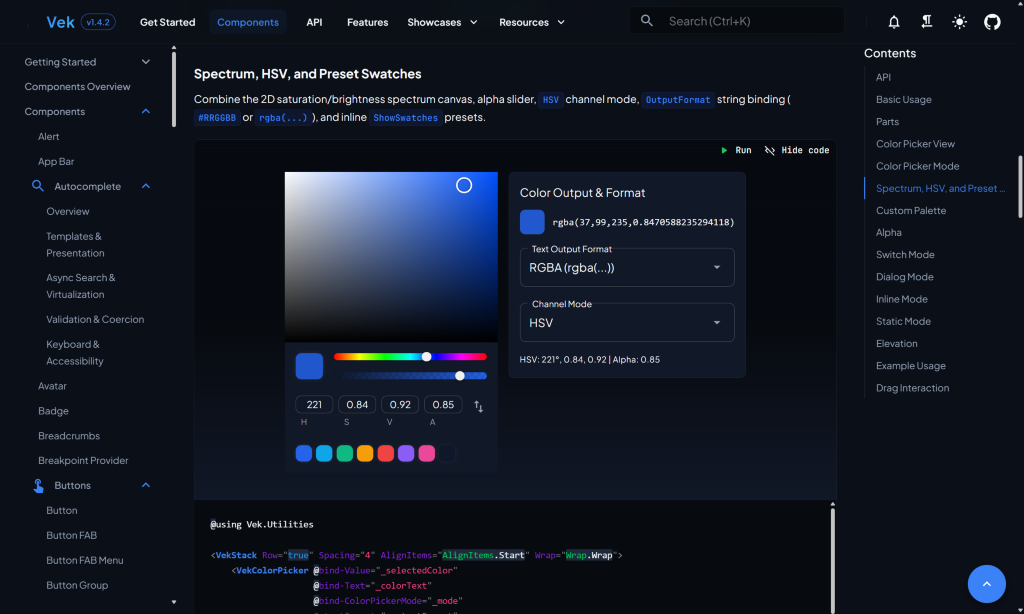 Vek v1.4.2 Get Started Components API Features Showcases Resources Search (Ctrl+K)
Getting Started
Components Overview
Components
Alert
App Bar
Autocomplete
Overview
Templates &
Presentation
Async Search &
Virtualization
Validation & Coercion
Keyboard &
Accessibility
Avatar
Badge
Breadcrumbs
Breakpoint Provider
Buttons
Button
Button FAB
Button FAB Menu
Button Group
Spectrum, HSV, and Preset Swatches
Combine the 2D saturation/brightness spectrum canvas, alpha slider, HSV channel mode, OutputFormat string binding (
#RRGGBB or rgba(...) ), and inline ShowSwatches presets.
Run Hide code
221 0.84 0.92 0.85
H S V A
Color Output & Format
rgba(37,99,235,0.8470588235294118)
Text Output Format
RGBA (rgba(...))
Channel Mode
HSV
HSV: 221°, 0.84, 0.92 | Alpha: 0.85
@using Vek.Utilities
<VekStack Row="true" Spacing="4" AlignItems="AlignItems.Start" Wrap="Wrap.Wrap">
<VekColorPicker @bind-Value="_selectedColor"
@bind-Text="_colorText"
@bind-ColorPickerMode="_mode"
Contents
API
Basic Usage
Parts
Color Picker View
Color Picker Mode
Spectrum, HSV, and Preset ...
Custom Palette
Alpha
Switch Mode
Dialog Mode
Inline Mode
Static Mode
Elevation
Example Usage
Drag Interaction